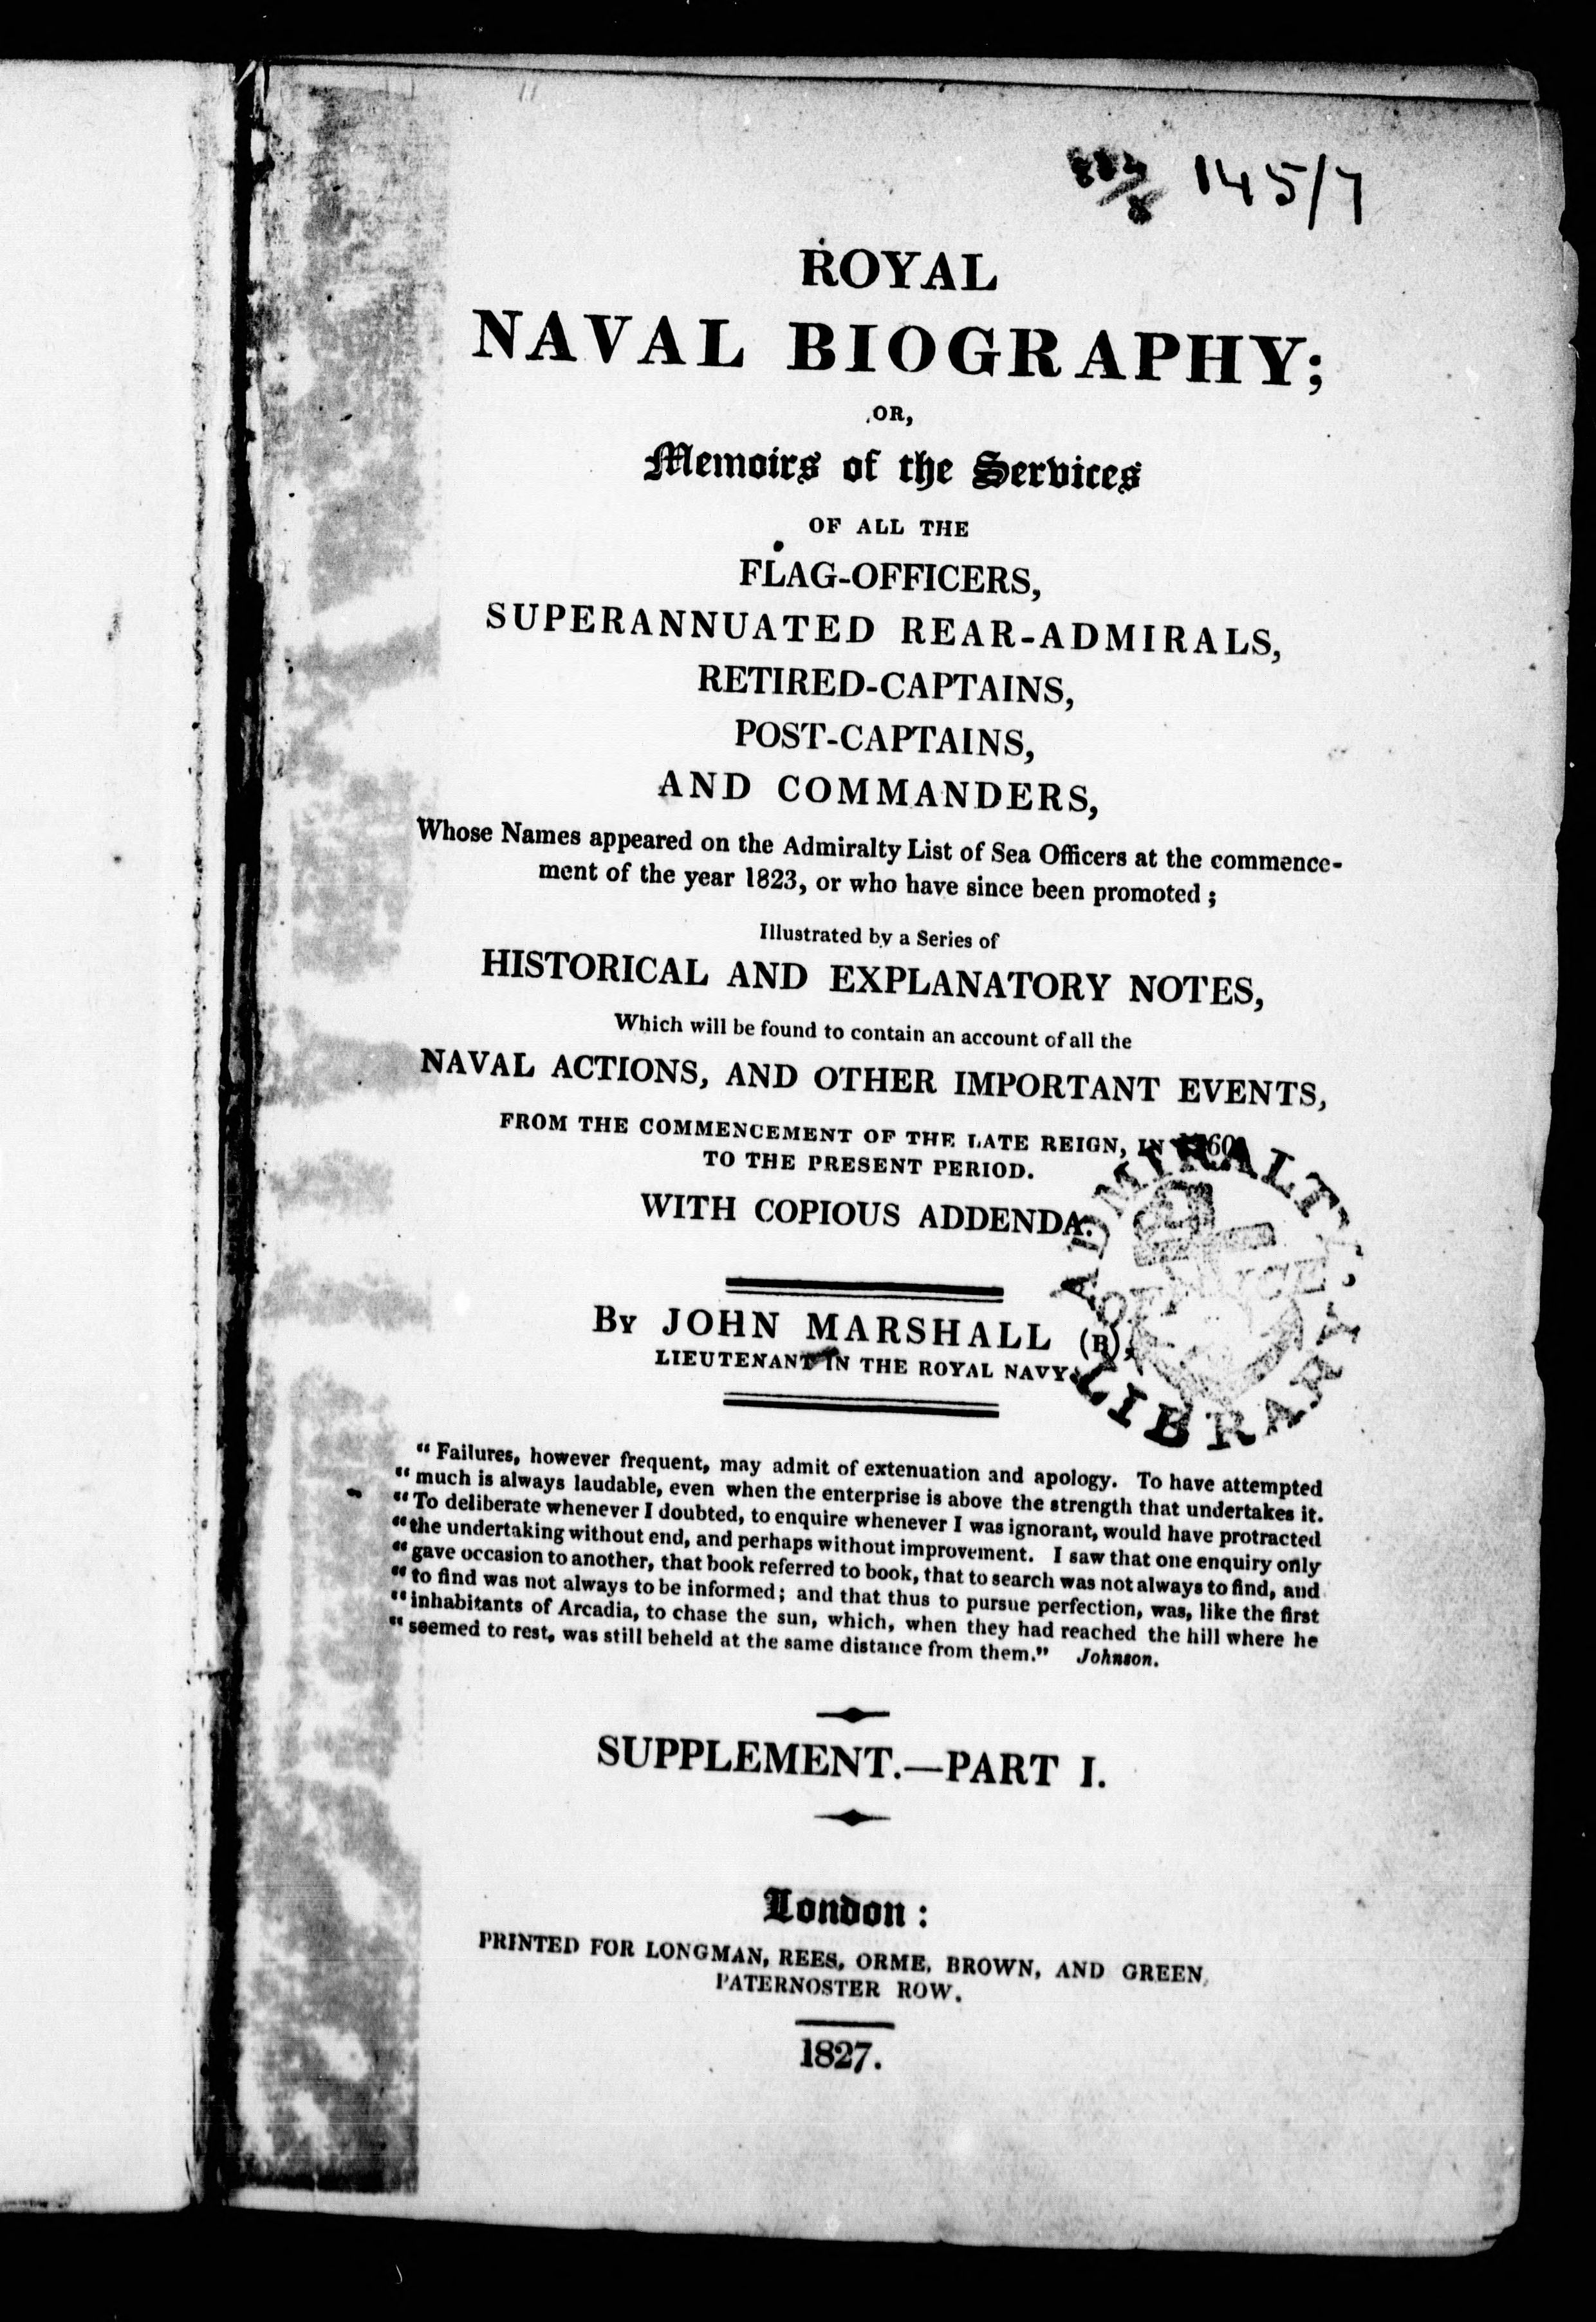 145/7
ROYAL
NAVAL BIOGRAPHY;
OR,
Memoirs of the Services
OF ALL THE
FLAG-OFFICERS,
SUPERANNUATED REAR-ADMIRALS,
RETIRED-CAPTAINS,
POST-CAPTAINS,
AND COMMANDERS,
Whose Names appeared on the Admiralty List of Sea Officers at the commence-
ment of the year 1823, or who have since been promoted;
Illustrated by a Series of
HISTORICAL AND EXPLANATORY NOTES,
Which will be found to contain an account of all the
NAVAL ACTIONS, AND OTHER IMPORTANT EVENTS,
FROM THE COMMENCEMENT OF THE LATE REIGN, IN
TO THE PRESENT PERIOD.
WITH COPIOUS ADDENDA.
ADMIRALTY
LIBRARY
By JOHN MARSHALL (B),
LIEUTENANT IN THE ROYAL NAVY.
"Failures, however frequent, may admit of extenuation and apology. To have attempted
"much is always laudable, even when the enterprise is above the strength that undertakes it.
"To deliberate whenever I doubted, to enquire whenever I was ignorant, would have protracted
"the undertaking without end, and perhaps without improvement. I saw that one enquiry only
"gave occasion to another, that book referred to book, that to search was not always to find, and
"to find was not always to be informed; and that thus to pursue perfection, was, like the first
"inhabitants of Arcadia, to chase the sun, which, when they had reached the hill where he
"seemed to rest, was still beheld at the same distance from them." Johnson.
SUPPLEMENT.—PART I.
London:
PRINTED FOR LONGMAN, REES, ORME, BROWN, AND GREEN,
PATERNOSTER ROW.
1827.